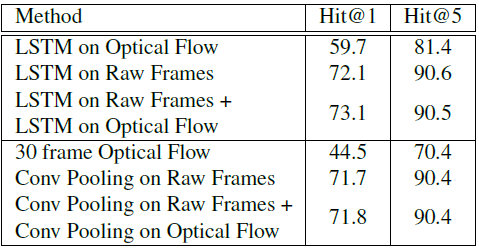 Method Hit@1 Hit@5
LSTM on Optical Flow 59.7 81.4
LSTM on Raw Frames 72.1 90.6
LSTM on Raw Frames +
LSTM on Optical Flow 73.1 90.5
30 frame Optical Flow 44.5 70.4
Conv Pooling on Raw Frames 71.7 90.4
Conv Pooling on Raw Frames +
Conv Pooling on Optical Flow 71.8 90.4